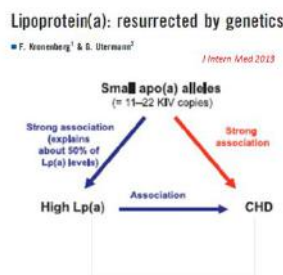 Lipoprotein(a): resurrected by genetics
■ F. Kronenberg¹ & G. Utermann²
J Intern Med 2013
Small apo(a) alleles
(= 11–22 KIV copies)
Strong association
(explains
about 50% of
Lp(a) levels)
Strong
association
High Lp(a)
Association
CHD